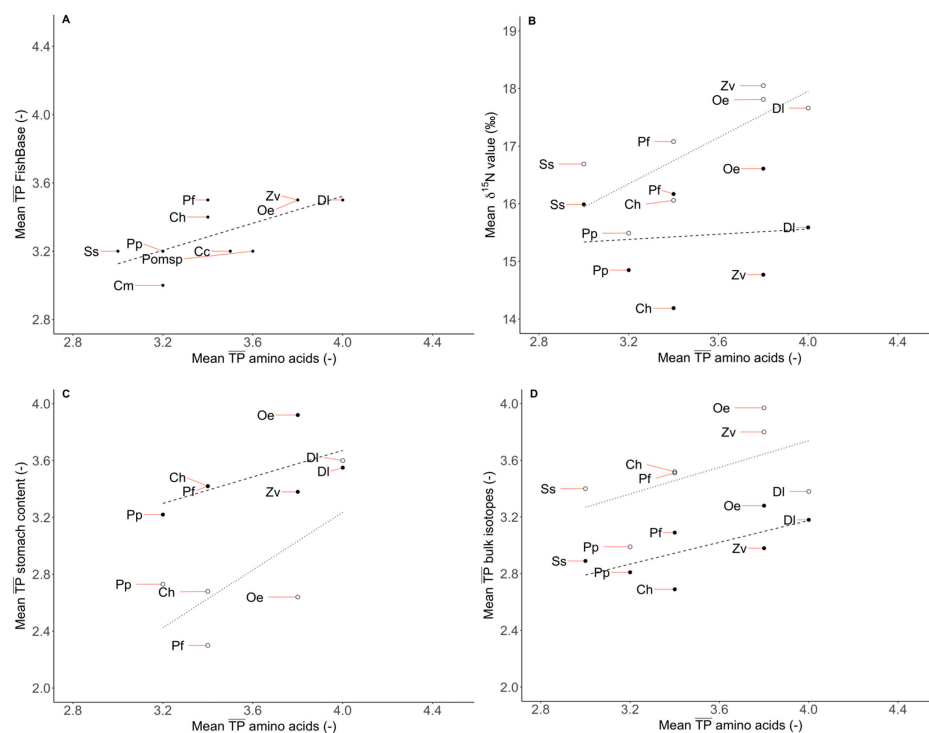 A
Mean TP FishBase (-)
4.4
4.0
3.6
3.2
2.8
Pf
Zv
Dl
Oe
Ch
Ss
Pp
Cc
Pomsp
Cm
2.8 3.2 3.6 4.0 4.4
Mean TP amino acids (-)
B
Mean δ15N value (‰)
19
18
17
16
15
14
Zv
Oe
Dl
Pf
Ss
Oe
Pf
Ss
Ch
Pp
Dl
Pp
Zv
Ch
2.8 3.2 3.6 4.0 4.4
Mean TP amino acids (-)
C
Mean TP stomach content (-)
4.0
3.6
3.2
2.8
2.4
2.0
Oe
Dl
Dl
Ch
Pf
Zv
Pp
Pp
Ch
Oe
Pf
2.8 3.2 3.6 4.0 4.4
Mean TP amino acids (-)
D
Mean TP bulk isotopes (-)
4.0
3.6
3.2
2.8
2.4
2.0
Oe
Zv
Ch
Pf
Ss
Dl
Oe
Dl
Pf
Pp
Zv
Ss
Pp
Ch
2.8 3.2 3.6 4.0 4.4
Mean TP amino acids (-)